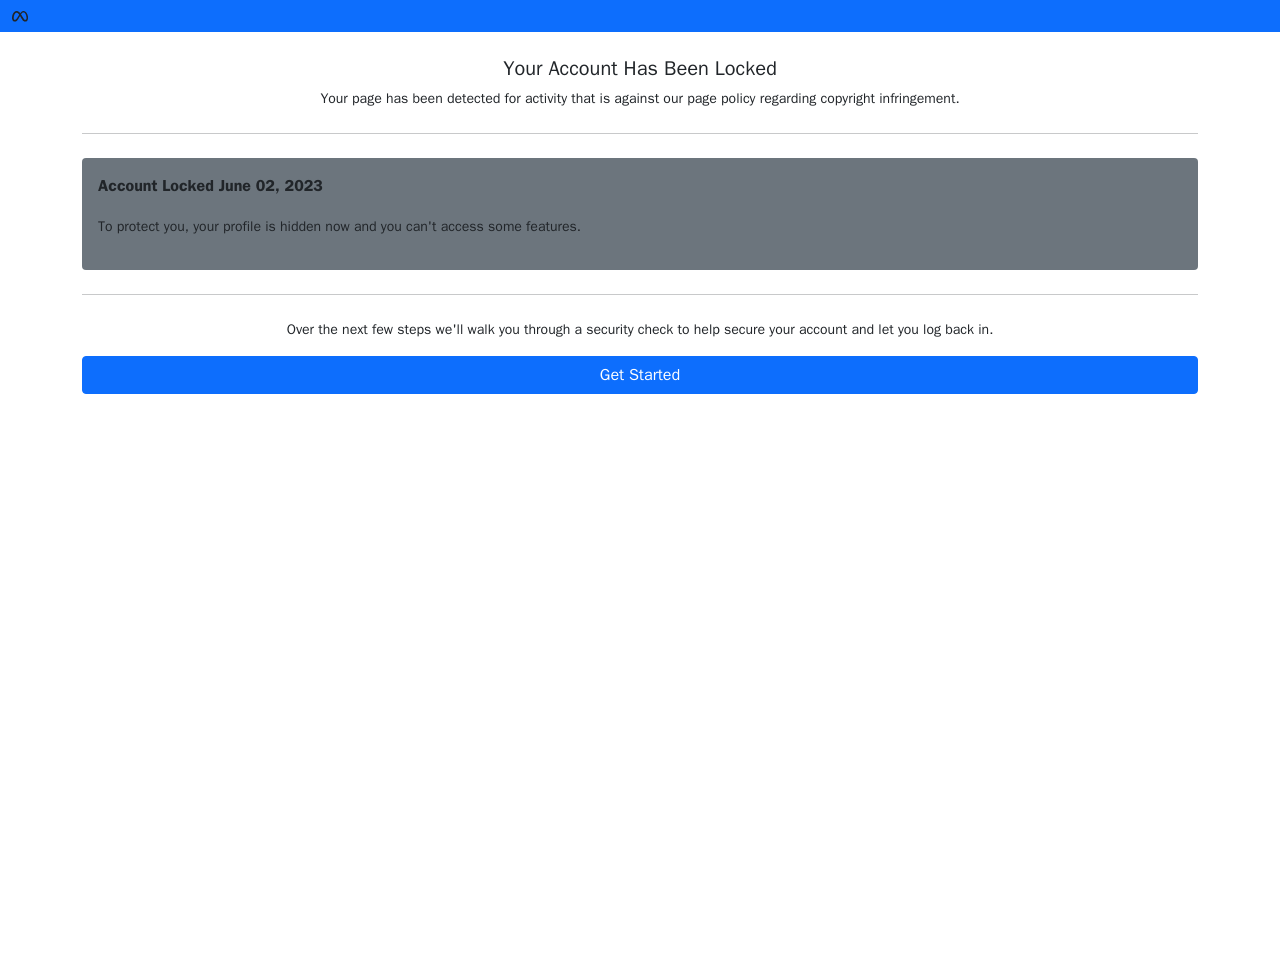 Your Account Has Been Locked
Your page has been detected for activity that is against our page policy regarding copyright infringement.
Account Locked June 02, 2023
To protect you, your profile is hidden now and you can't access some features.
Over the next few steps we'll walk you through a security check to help secure your account and let you log back in.
Get Started